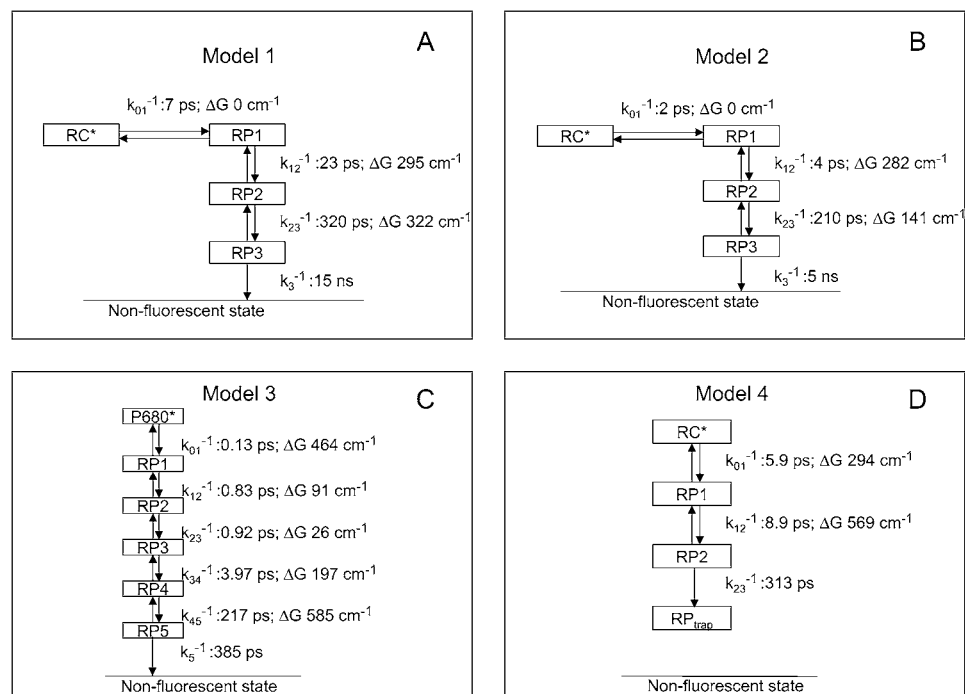 A
Model 1
k₀₁⁻¹:7 ps; ΔG 0 cm⁻¹
RC* RP1
k₁₂⁻¹:23 ps; ΔG 295 cm⁻¹
RP2
k₂₃⁻¹:320 ps; ΔG 322 cm⁻¹
RP3
k₃⁻¹:15 ns
Non-fluorescent state
B
Model 2
k₀₁⁻¹:2 ps; ΔG 0 cm⁻¹
RC* RP1
k₁₂⁻¹:4 ps; ΔG 282 cm⁻¹
RP2
k₂₃⁻¹:210 ps; ΔG 141 cm⁻¹
RP3
k₃⁻¹:5 ns
Non-fluorescent state
Model 3 C
P680*
k₀₁⁻¹:0.13 ps; ΔG 464 cm⁻¹
RP1
k₁₂⁻¹:0.83 ps; ΔG 91 cm⁻¹
RP2
k₂₃⁻¹:0.92 ps; ΔG 26 cm⁻¹
RP3
k₃₄⁻¹:3.97 ps; ΔG 197 cm⁻¹
RP4
k₄₅⁻¹:217 ps; ΔG 585 cm⁻¹
RP5
k₅⁻¹:385 ps
Non-fluorescent state
Model 4 D
RC*
k₀₁⁻¹:5.9 ps; ΔG 294 cm⁻¹
RP1
k₁₂⁻¹:8.9 ps; ΔG 569 cm⁻¹
RP2
k₂₃⁻¹:313 ps
RP_trap
Non-fluorescent state